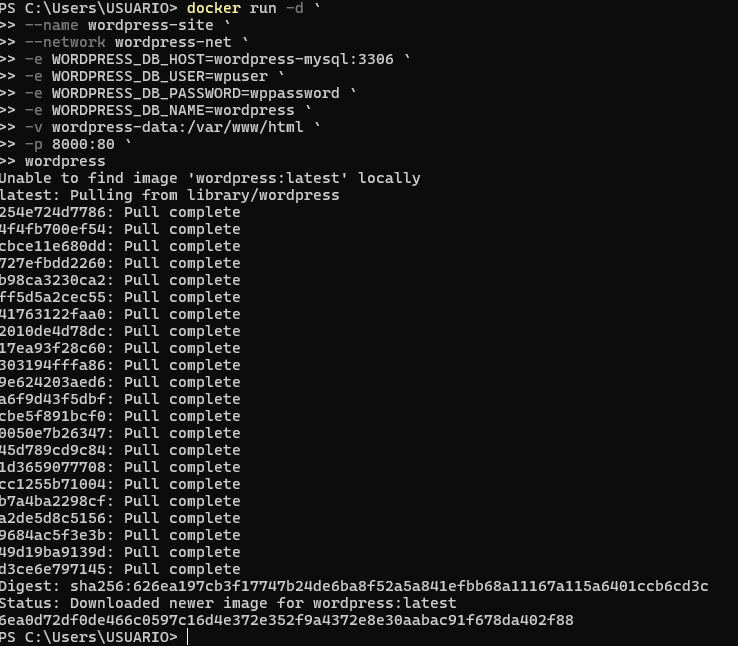 PS C:\Users\USUARIO> docker run -d `
>> --name wordpress-site `
>> --network wordpress-net `
>> -e WORDPRESS_DB_HOST=wordpress-mysql:3306 `
>> -e WORDPRESS_DB_USER=wpuser `
>> -e WORDPRESS_DB_PASSWORD=wppassword `
>> -e WORDPRESS_DB_NAME=wordpress `
>> -v wordpress-data:/var/www/html `
>> -p 8000:80 `
>> wordpress
Unable to find image 'wordpress:latest' locally
latest: Pulling from library/wordpress
254e724d7786: Pull complete
4f4fb700ef54: Pull complete
cbce11e680dd: Pull complete
727efbdd2260: Pull complete
b98ca3230ca2: Pull complete
ff5d5a2cec55: Pull complete
41763122faa0: Pull complete
2010de4d78dc: Pull complete
17ea93f28c60: Pull complete
303194fffa86: Pull complete
9e624203aed6: Pull complete
a6f9d43f5dbf: Pull complete
cbe5f891bcf0: Pull complete
0050e7b26347: Pull complete
45d789cd9c84: Pull complete
1d3659077708: Pull complete
cc1255b71004: Pull complete
b7a4ba2298cf: Pull complete
a2de5d8c5156: Pull complete
9684ac5f3e3b: Pull complete
49d19ba9139d: Pull complete
d3ce6e797145: Pull complete
Digest: sha256:626ea197cb3f17747b24de6ba8f52a5a841efbb68a11167a115a6401ccb6cd3c
Status: Downloaded newer image for wordpress:latest
6ea0d72df0de466c0597c16d4e372e352f9a4372e8e30aabac91f678da402f88
PS C:\Users\USUARIO>